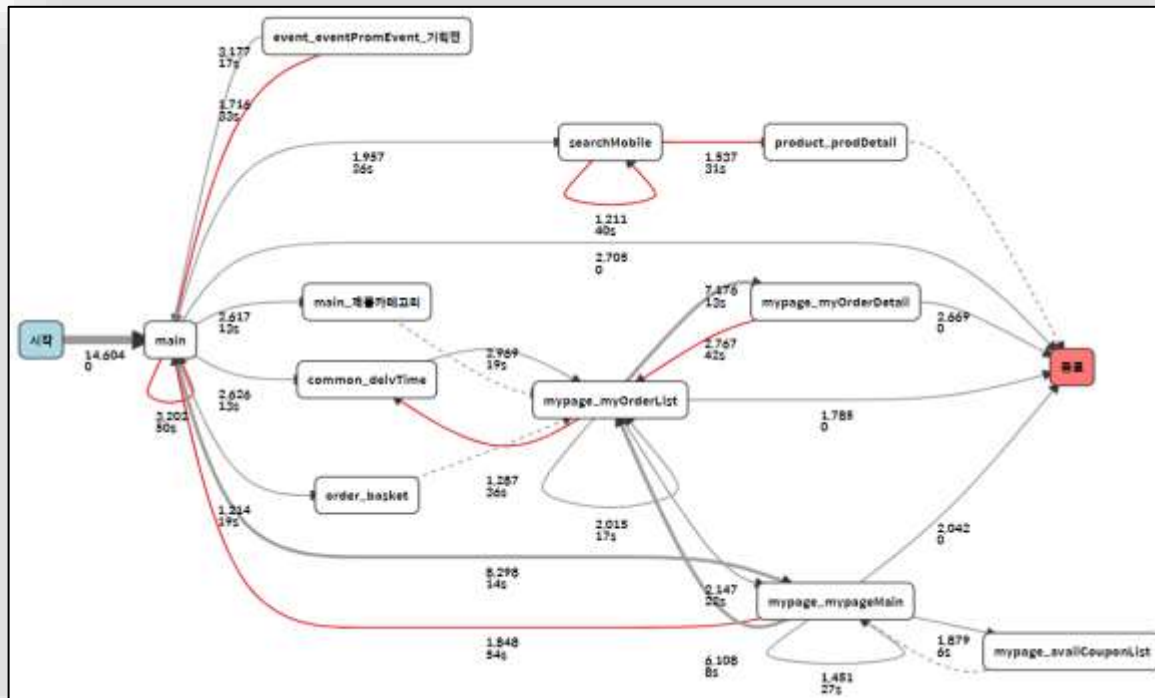 event_eventPromEvent_기획전
3,177
17s
1,716
33s
searchMobile
product_prodDetail
1,957
36s
1,537
31s
1,211
40s
2,705
0
main_제품카테고리
7,176
13s
mypage_myOrderDetail
2,617
13s
2,669
0
시작
main
14,604
0
2,969
19s
2,767
42s
종료
common_delvTime
mypage_myOrderList
2,626
13s
3,202
50s
1,785
0
order_basket
1,287
36s
1,214
19s
2,015
17s
2,042
0
8,298
14s
2,147
mypage_mypageMain
1,848
54s
6,108
8s
1,879
6s
mypage_availCouponList
1,451
27s